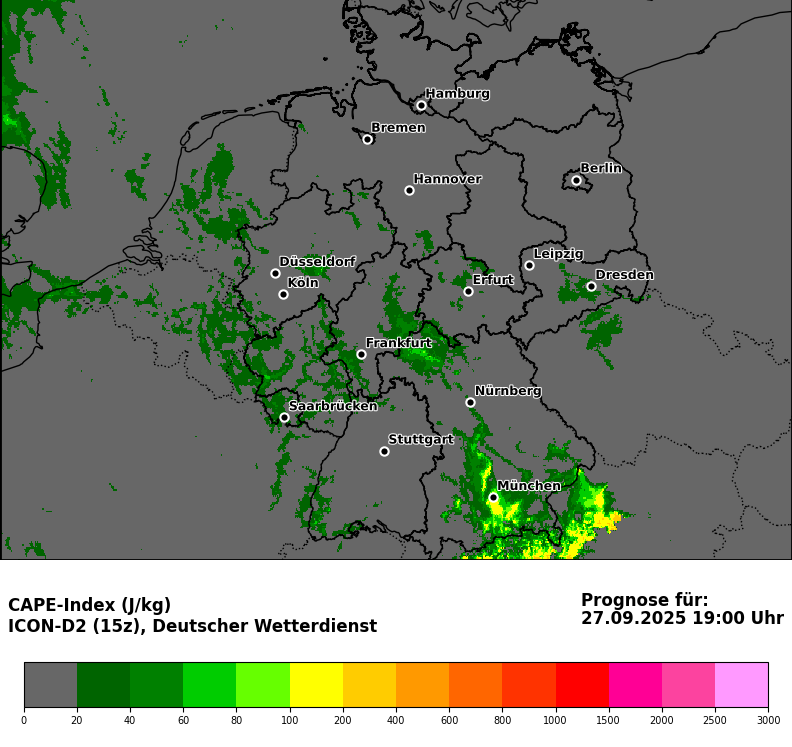 Hamburg
Bremen
Berlin
Hannover
Leipzig
Düsseldorf
Dresden
Köln
Erfurt
Frankfurt
Nürnberg
Saarbrücken
Stuttgart
München
CAPE-Index (J/kg)
ICON-D2 (15z), Deutscher Wetterdienst
Prognose für:
27.09.2025 19:00 Uhr
0 20 40 60 80 100 200 400 600 800 1000 1500 2000 2500 3000